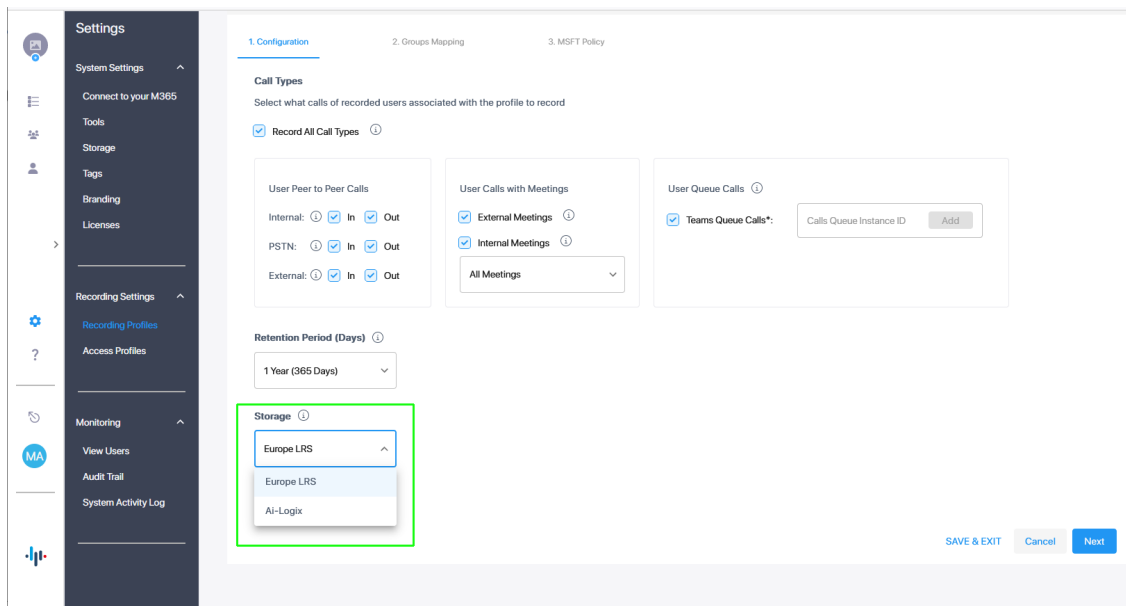 Settings
System Settings
Connect to your M365
Tools
Storage
Tags
Branding
Licenses
Recording Settings
Recording Profiles
Access Profiles
?
MA
Monitoring
View Users
Audit Trail
System Activity Log
1. Configuration
2. Groups Mapping
3. MSFT Policy
Call Types
Select what calls of recorded users associated with the profile to record
Record All Call Types
User Peer to Peer Calls
Internal: In Out
PSTN: In Out
External: In Out
User Calls with Meetings
External Meetings
Internal Meetings
All Meetings
User Queue Calls
Teams Queue Calls*: Calls Queue Instance ID Add
Retention Period (Days)
1 Year (365 Days)
Storage
Europe LRS
Europe LRS
Ai-Logix
SAVE & EXIT Cancel Next